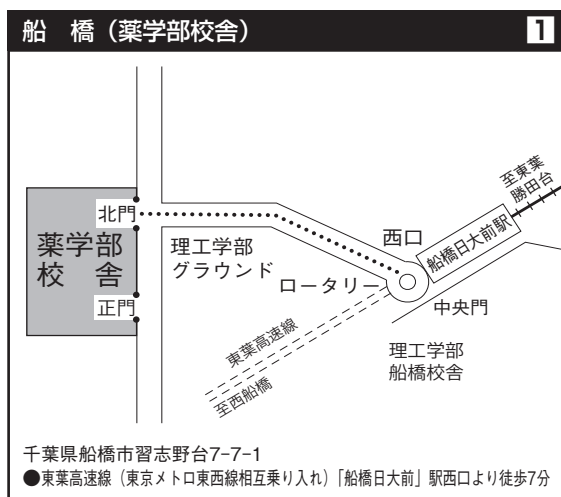 船 橋（薬学部校舎）
1
至東葉
勝田台
北門
西口
船橋日大前駅
薬学部
校 舎
理工学部
グラウンド
ロータリー
正門
中央門
東葉高速線
至西船橋
理工学部
船橋校舎
千葉県船橋市習志野台7-7-1
●東葉高速線（東京メトロ東西線相互乗り入れ）「船橋日大前」駅西口より徒歩7分